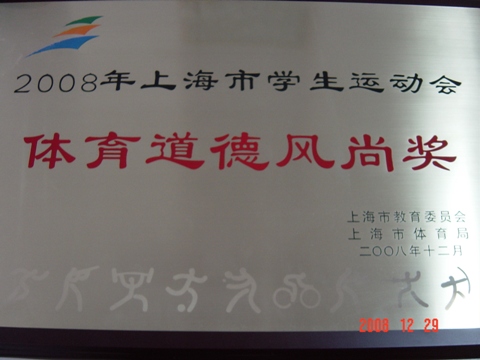 2008年上海市学生运动会
体育道德风尚奖
上海市教育委员会
上海市体育局
二〇〇八年十二月
2008 12 29